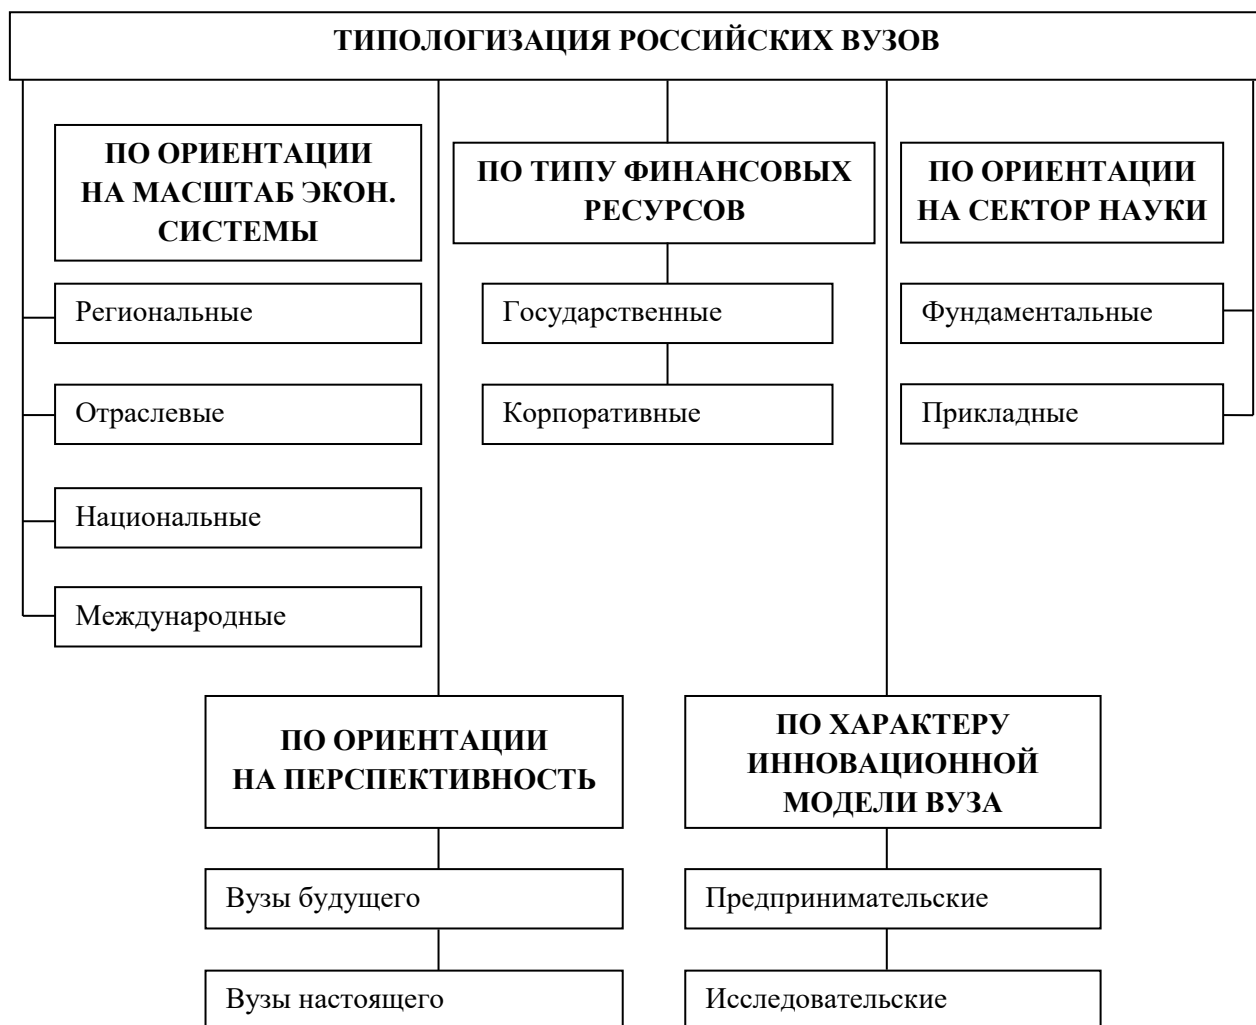 ТИПОЛОГИЗАЦИЯ РОССИЙСКИХ ВУЗОВ
ПО ОРИЕНТАЦИИ
НА МАСШТАБ ЭКОН.
СИСТЕМЫ
Региональные
Отраслевые
Национальные
Международные
ПО ТИПУ ФИНАНСОВЫХ
РЕСУРСОВ
Государственные
Корпоративные
ПО ОРИЕНТАЦИИ
НА СЕКТОР НАУКИ
Фундаментальные
Прикладные
ПО ОРИЕНТАЦИИ
НА ПЕРСПЕКТИВНОСТЬ
Вузы будущего
Вузы настоящего
ПО ХАРАКТЕРУ
ИННОВАЦИОННОЙ
МОДЕЛИ ВУЗА
Предпринимательские
Исследовательские